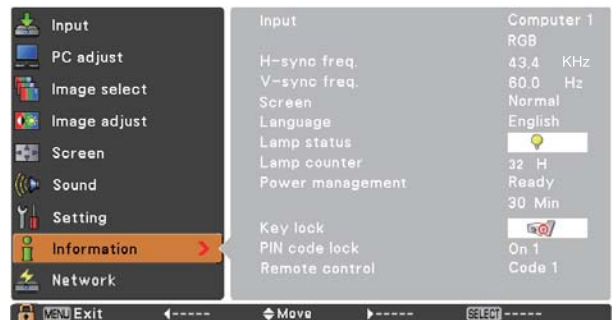 Input
PC adjust
Image select
Image adjust
Screen
Sound
Setting
Information
Network
Input Computer 1
RGB
H-sync freq. 43,4 KHz
V-sync freq. 60.0 Hz
Screen Normal
Language English
Lamp status
Lamp counter 32 H
Power management Ready
30 Min
Key lock
PIN code lock On 1
Remote control Code 1
MENU Exit ----- Move ----- SELECT -----